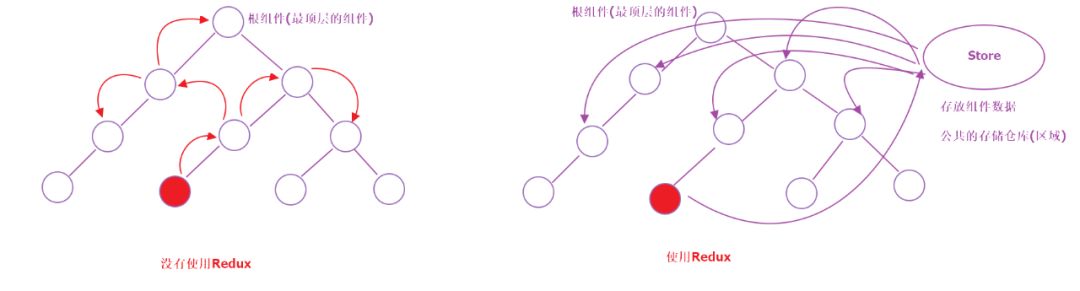 根组件(最顶层的组件)
没有使用Redux
根组件(最顶层的组件)
Store
存放组件数据
公共的存储仓库(区域)
使用Redux